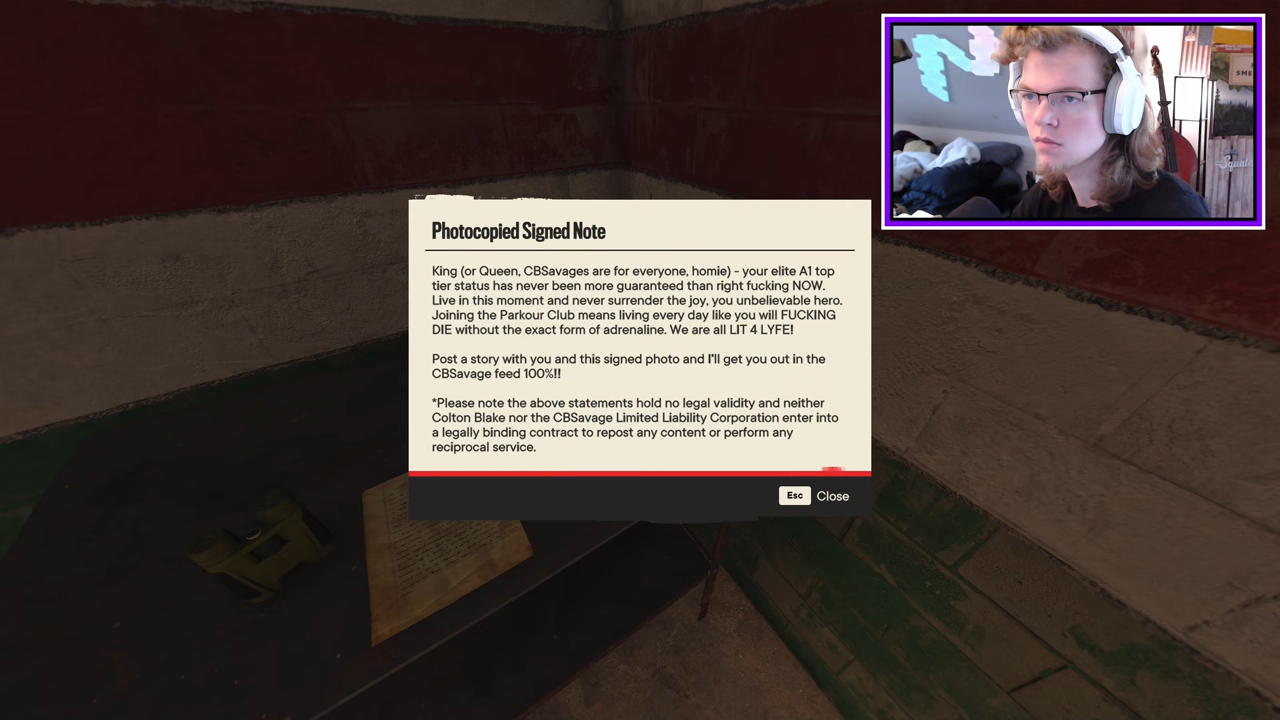 Photocopied Signed Note
King (or Queen, CBSavages are for everyone, homie) - your elite A1 top
tier status has never been more guaranteed than right fucking NOW.
Live in this moment and never surrender the joy, you unbelievable hero.
Joining the Parkour Club means living every day like you will FUCKING
DIE without the exact form of adrenaline. We are all LIT 4 LYFE!
Post a story with you and this signed photo and I'll get you out in the
CBSavage feed 100%!!
*Please note the above statements hold no legal validity and neither
Colton Blake nor the CBSavage Limited Liability Corporation enter into
a legally binding contract to repost any content or perform any
reciprocal service.
Esc Close